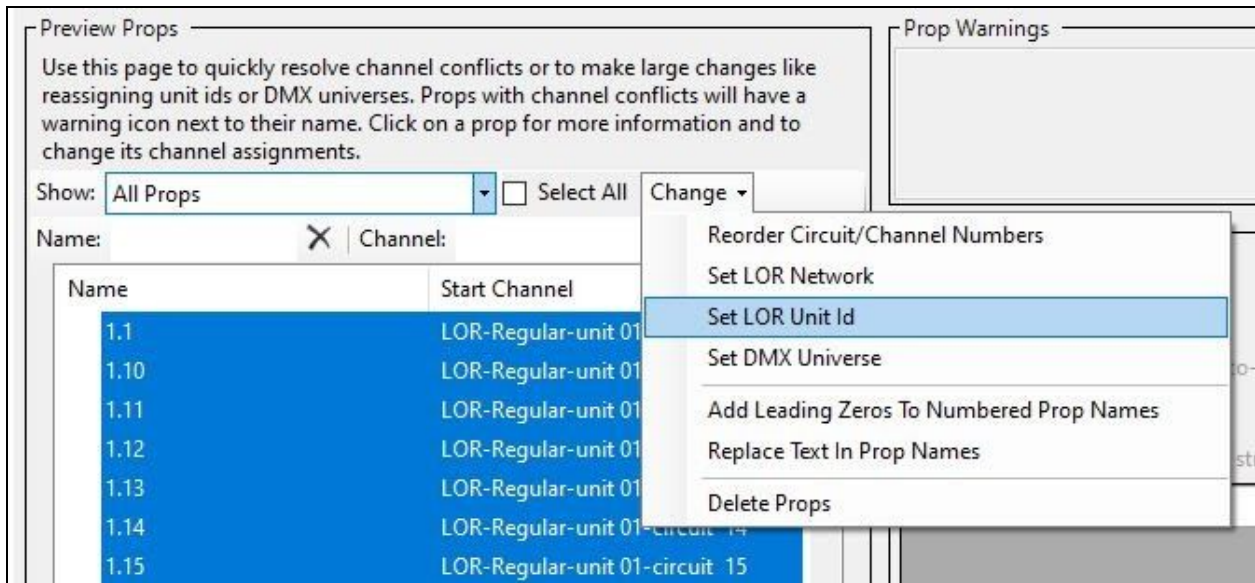 Preview Props
Prop Warnings
Use this page to quickly resolve channel conflicts or to make large changes like
reassigning unit ids or DMX universes. Props with channel conflicts will have a
warning icon next to their name. Click on a prop for more information and to
change its channel assignments.
Show: All Props Select All Change
Name: Channel:
Reorder Circuit/Channel Numbers
Set LOR Network
Set LOR Unit Id
Set DMX Universe
Add Leading Zeros To Numbered Prop Names
Replace Text In Prop Names
Delete Props
Name Start Channel
1.1 LOR-Regular-unit 01
1.10 LOR-Regular-unit 01
1.11 LOR-Regular-unit 01
1.12 LOR-Regular-unit 01
1.13 LOR-Regular-unit 01
1.14 LOR-Regular-unit 01-circuit 14
1.15 LOR-Regular-unit 01-circuit 15